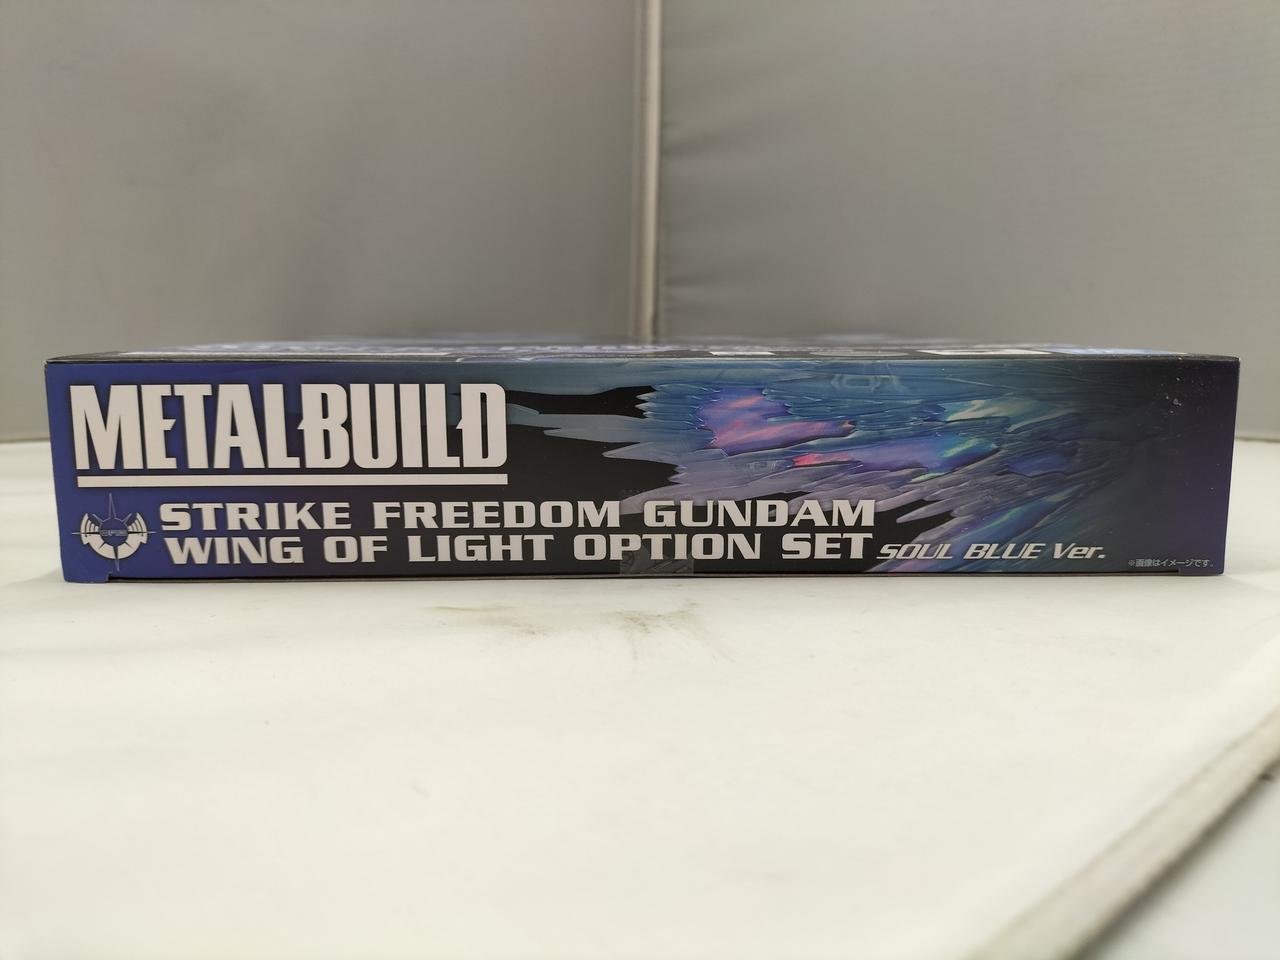 METALBUILD
STRIKE FREEDOM GUNDAM
WING OF LIGHT OPTION SET SOUL BLUE Ver.
※画像はイメージです。